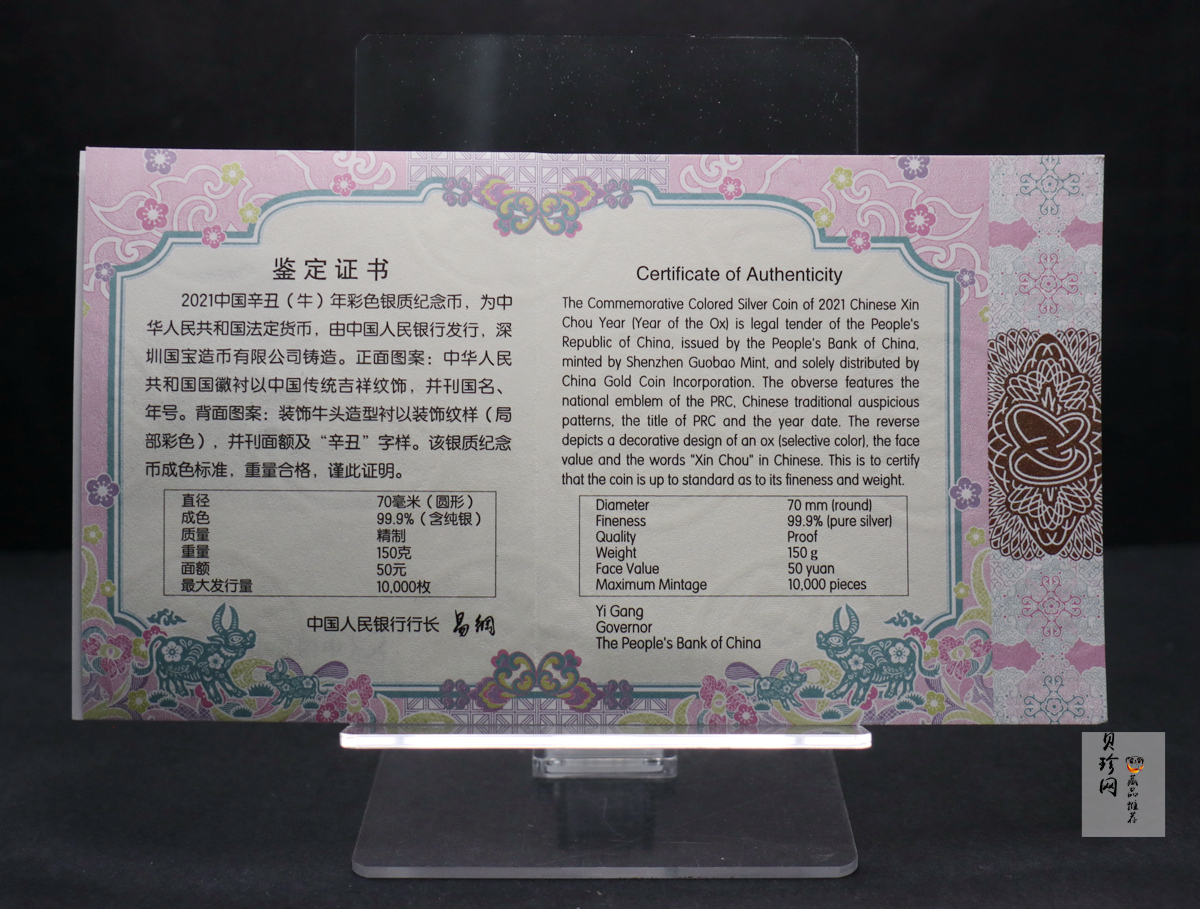 鉴定证书
2021中国辛丑（牛）年彩色银质纪念币，为中
华人民共和国法定货币，由中国人民银行发行，深
圳国宝造币有限公司铸造。正面图案：中华人民
共和国国徽衬以中国传统吉祥纹饰，并刊国名、
年号。背面图案：装饰牛头造型衬以装饰纹样（局
部彩色），并刊面额及“辛丑”字样。该银质纪念
币成色标准，重量合格，谨此证明。
直径 70毫米（圆形）
成色 99.9%（含纯银）
质量 精制
重量 150克
面额 50元
最大发行量 10,000枚
中国人民银行行长 易纲
Certificate of Authenticity
The Commemorative Colored Silver Coin of 2021 Chinese Xin
Chou Year (Year of the Ox) is legal tender of the People's
Republic of China, issued by the People's Bank of China,
minted by Shenzhen Guobao Mint, and solely distributed by
China Gold Coin Incorporation. The obverse features the
national emblem of the PRC, Chinese traditional auspicious
patterns, the title of PRC and the year date. The reverse
depicts a decorative design of an ox (selective color), the face
value and the words "Xin Chou" in Chinese. This is to certify
that the coin is up to standard as to its fineness and weight.
Diameter 70 mm (round)
Fineness 99.9% (pure silver)
Quality Proof
Weight 150 g
Face Value 50 yuan
Maximum Mintage 10,000 pieces
Yi Gang
Governor
The People's Bank of China
贝珍网
藏品推荐